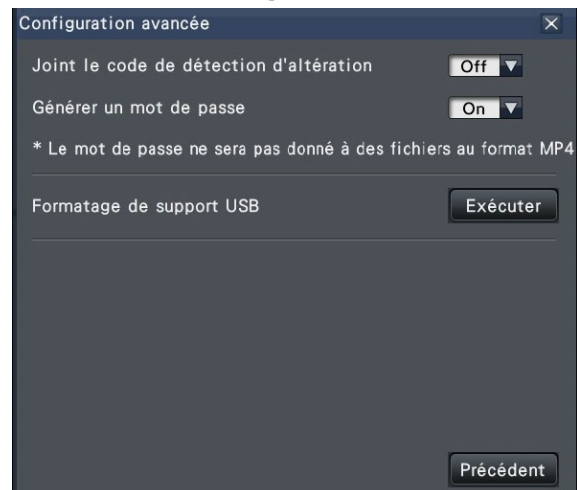 Configuration avancée
Joint le code de détection d'altération Off
Générer un mot de passe On
* Le mot de passe ne sera pas donné à des fichiers au format MP4
Formatage de support USB Exécuter
Précédent